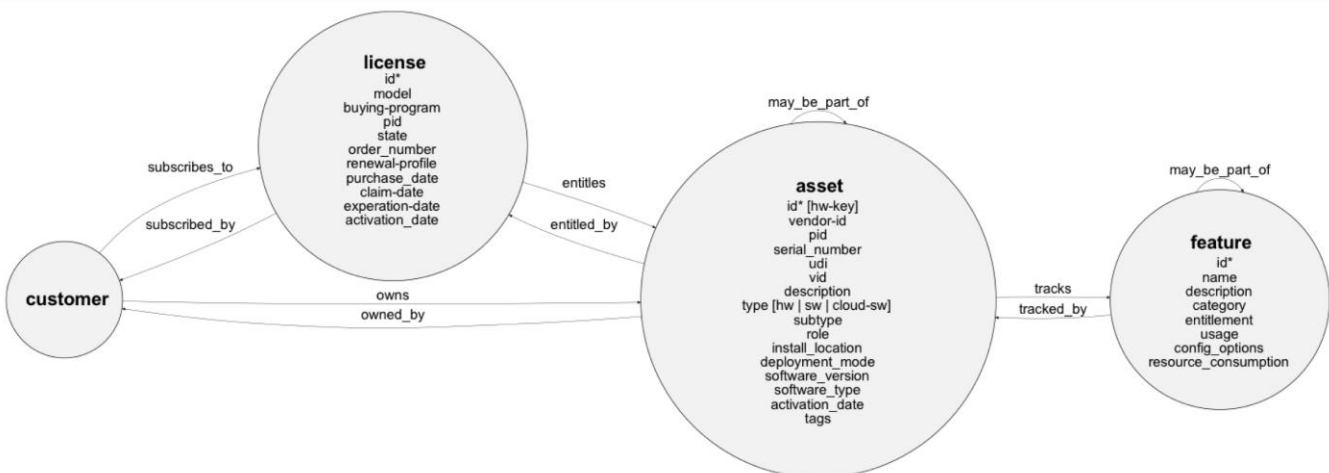 license
id*
model
buying-program
pid
state
order_number
renewal-profile
purchase_date
claim-date
experation-date
activation_date
subscribes_to
subscribed_by
entitles
entitled_by
customer
owns
owned_by
may_be_part_of
asset
id* [hw-key]
vendor-id
pid
serial_number
udi
vid
description
type [hw | sw | cloud-sw]
subtype
role
install_location
deployment_mode
software_version
software_type
activation_date
tags
tracks
tracked_by
may_be_part_of
feature
id*
name
description
category
entitlement
usage
config_options
resource_consumption